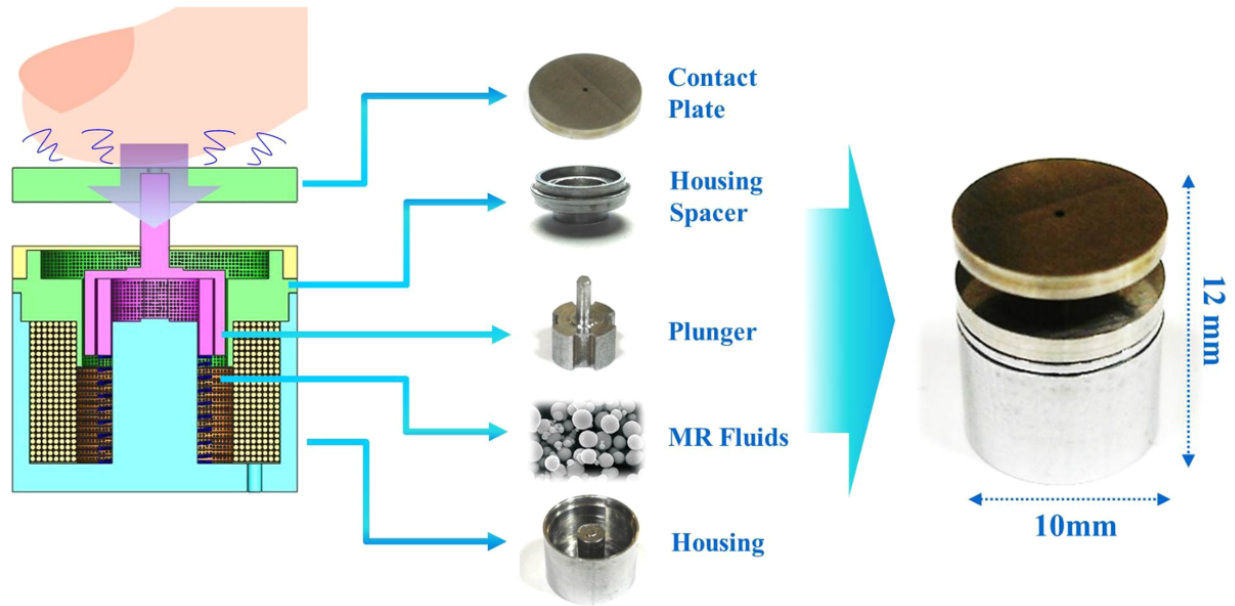 Contact
Plate
Housing
Spacer
Plunger
MR Fluids
Housing
12 mm
10mm